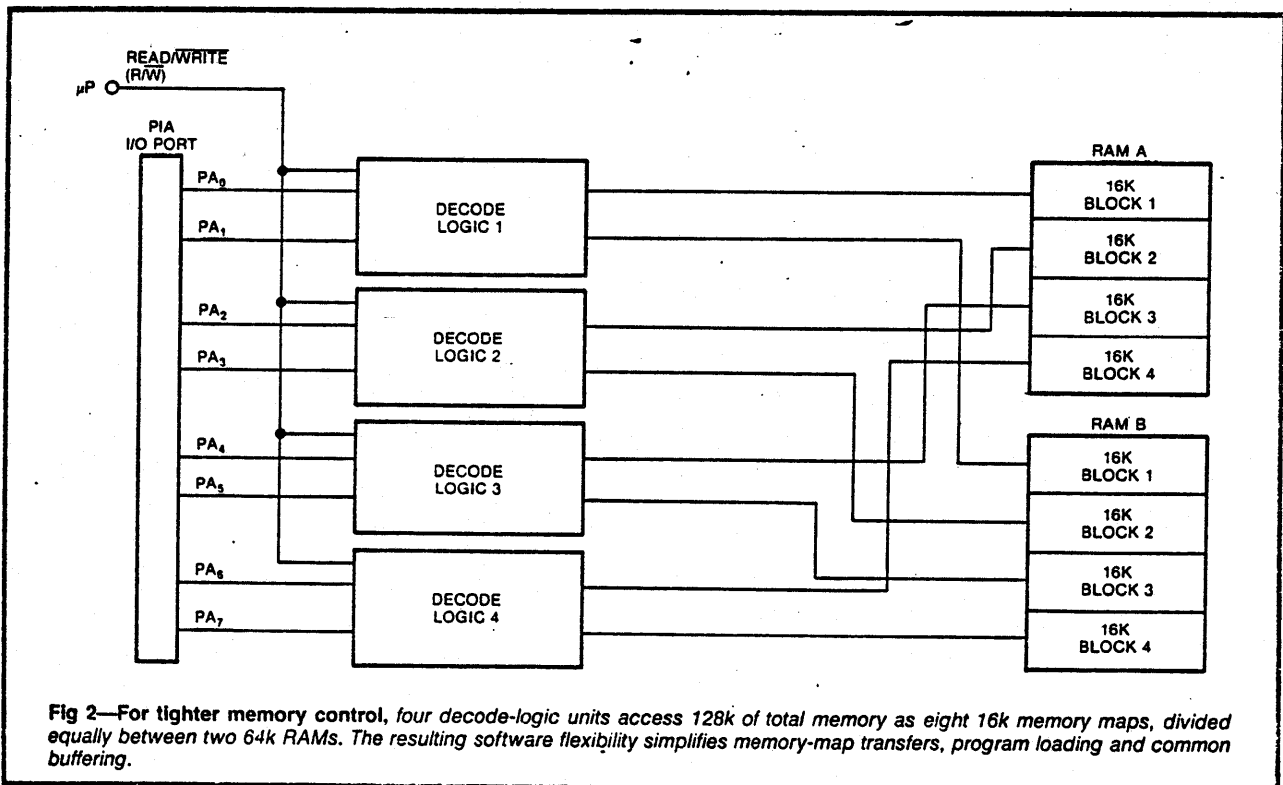 READ/WRITE
(R/W)
μP
PIA
I/O PORT
PA0
PA1
PA2
PA3
PA4
PA5
PA6
PA7
DECODE
LOGIC 1
DECODE
LOGIC 2
DECODE
LOGIC 3
DECODE
LOGIC 4
RAM A
16K
BLOCK 1
16K
BLOCK 2
16K
BLOCK 3
16K
BLOCK 4
RAM B
16K
BLOCK 1
16K
BLOCK 2
16K
BLOCK 3
16K
BLOCK 4
Fig 2—For tighter memory control, four decode-logic units access 128k of total memory as eight 16k memory maps, divided
equally between two 64k RAMs. The resulting software flexibility simplifies memory-map transfers, program loading and common
buffering.